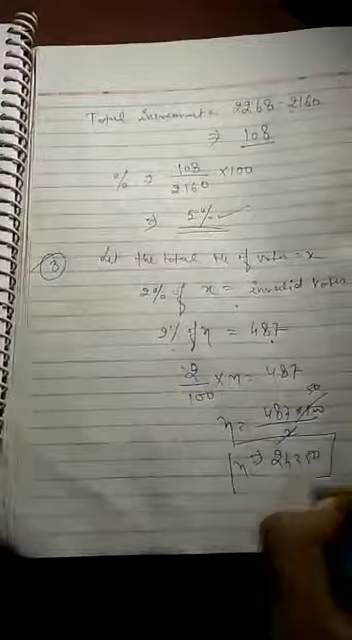 Total increment = 2268 - 2160
⇒ 108
% ⇒ 108/2160 × 100
⇒ 5%
③ Let the total no of votes = x
2% of x = invalid votes
2% of x = 487
2/100 × x = 487
x = 487 × 100/2 50
x ⇒ 24350